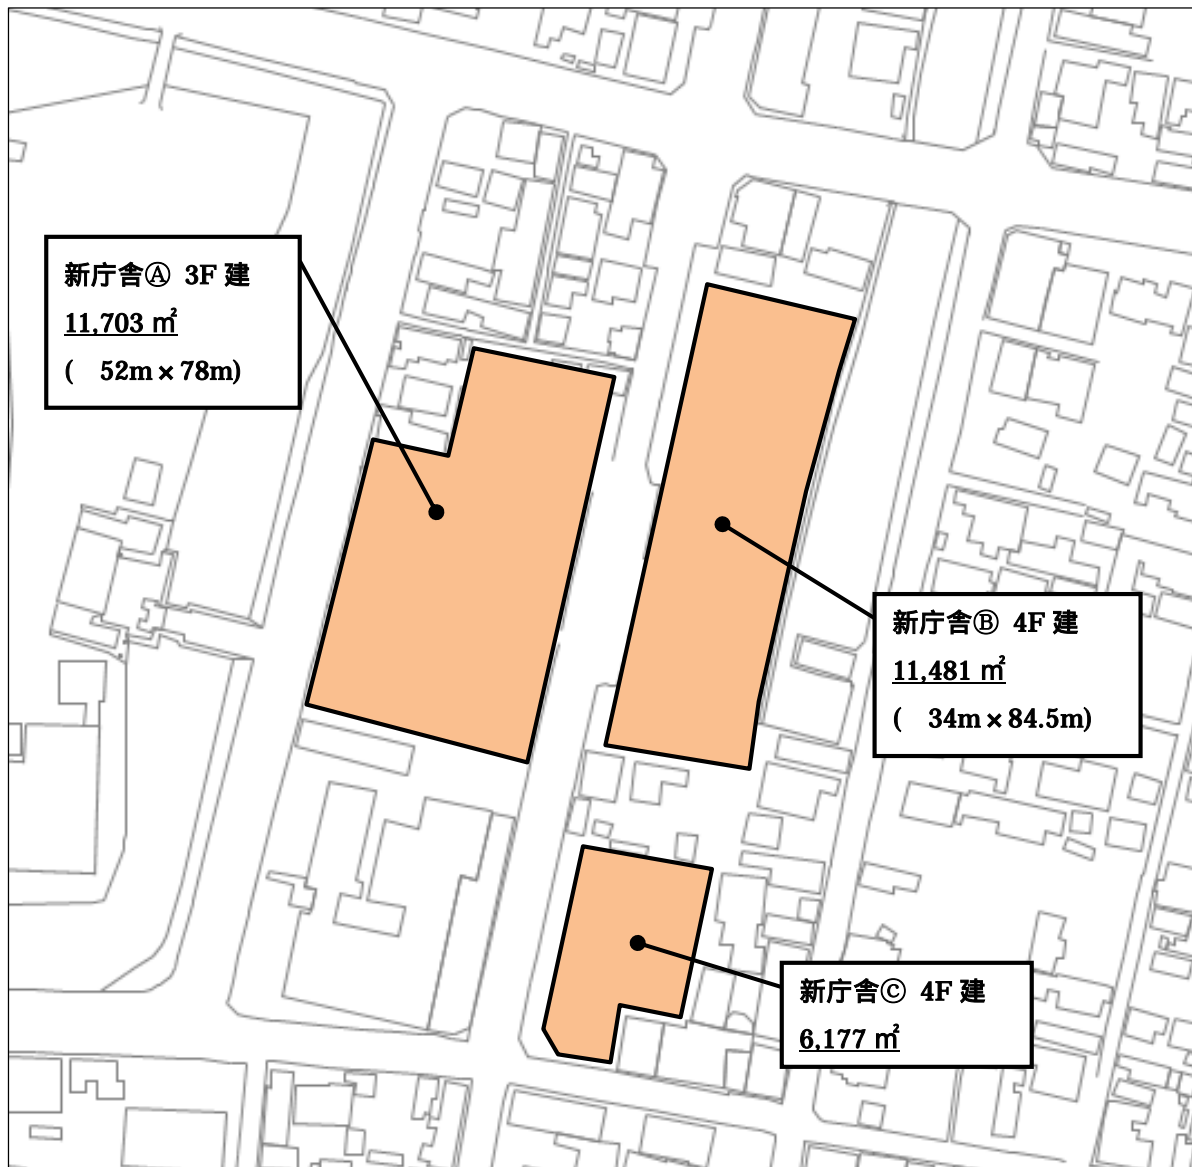 新庁舎Ⓐ 3F 建
11,703 ㎡
(　52m × 78m)
新庁舎Ⓑ 4F 建
11,481 ㎡
(　34m × 84.5m)
新庁舎Ⓒ 4F 建
6,177 ㎡